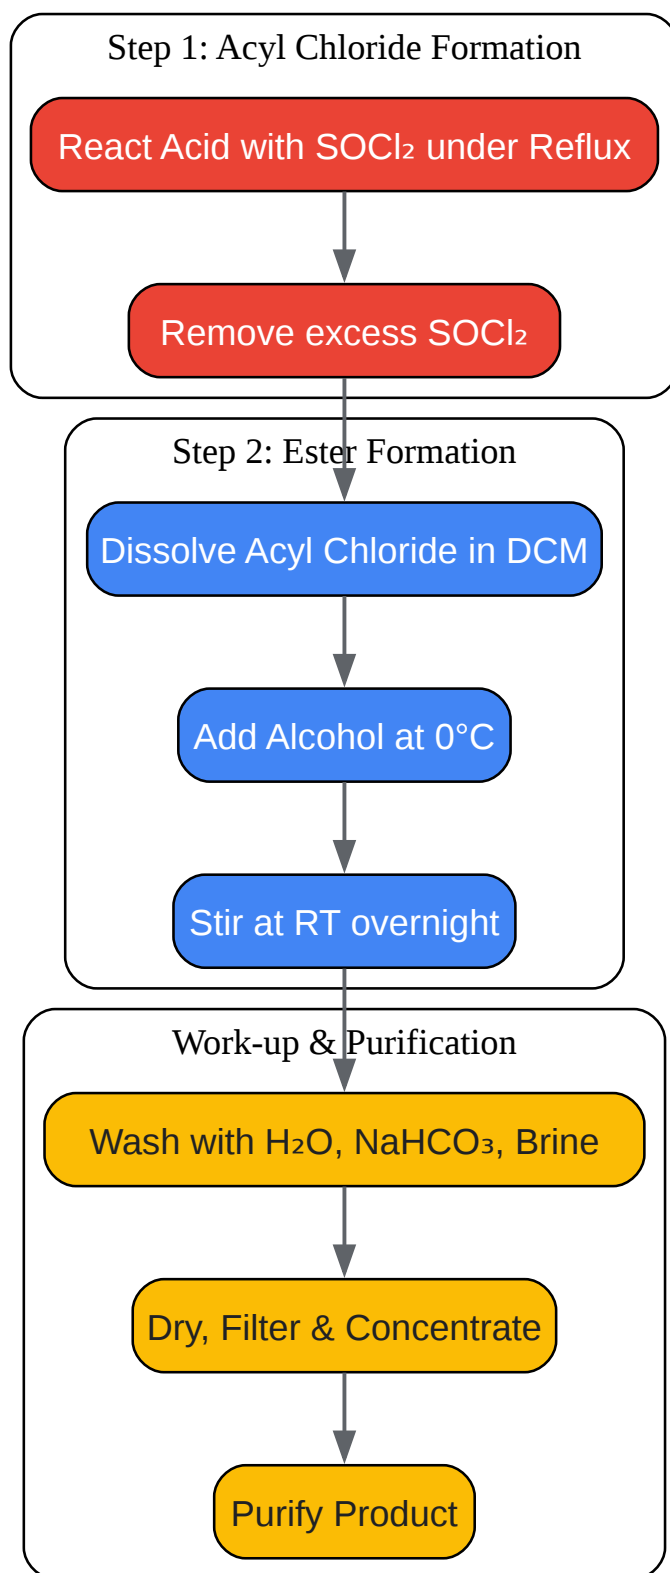 Step 1: Acyl Chloride Formation
React Acid with SOCl₂ under Reflux
Remove excess SOCl₂
Step 2: Ester Formation
Dissolve Acyl Chloride in DCM
Add Alcohol at 0°C
Stir at RT overnight
Work-up & Purification
Wash with H₂O, NaHCO₃, Brine
Dry, Filter & Concentrate
Purify Product